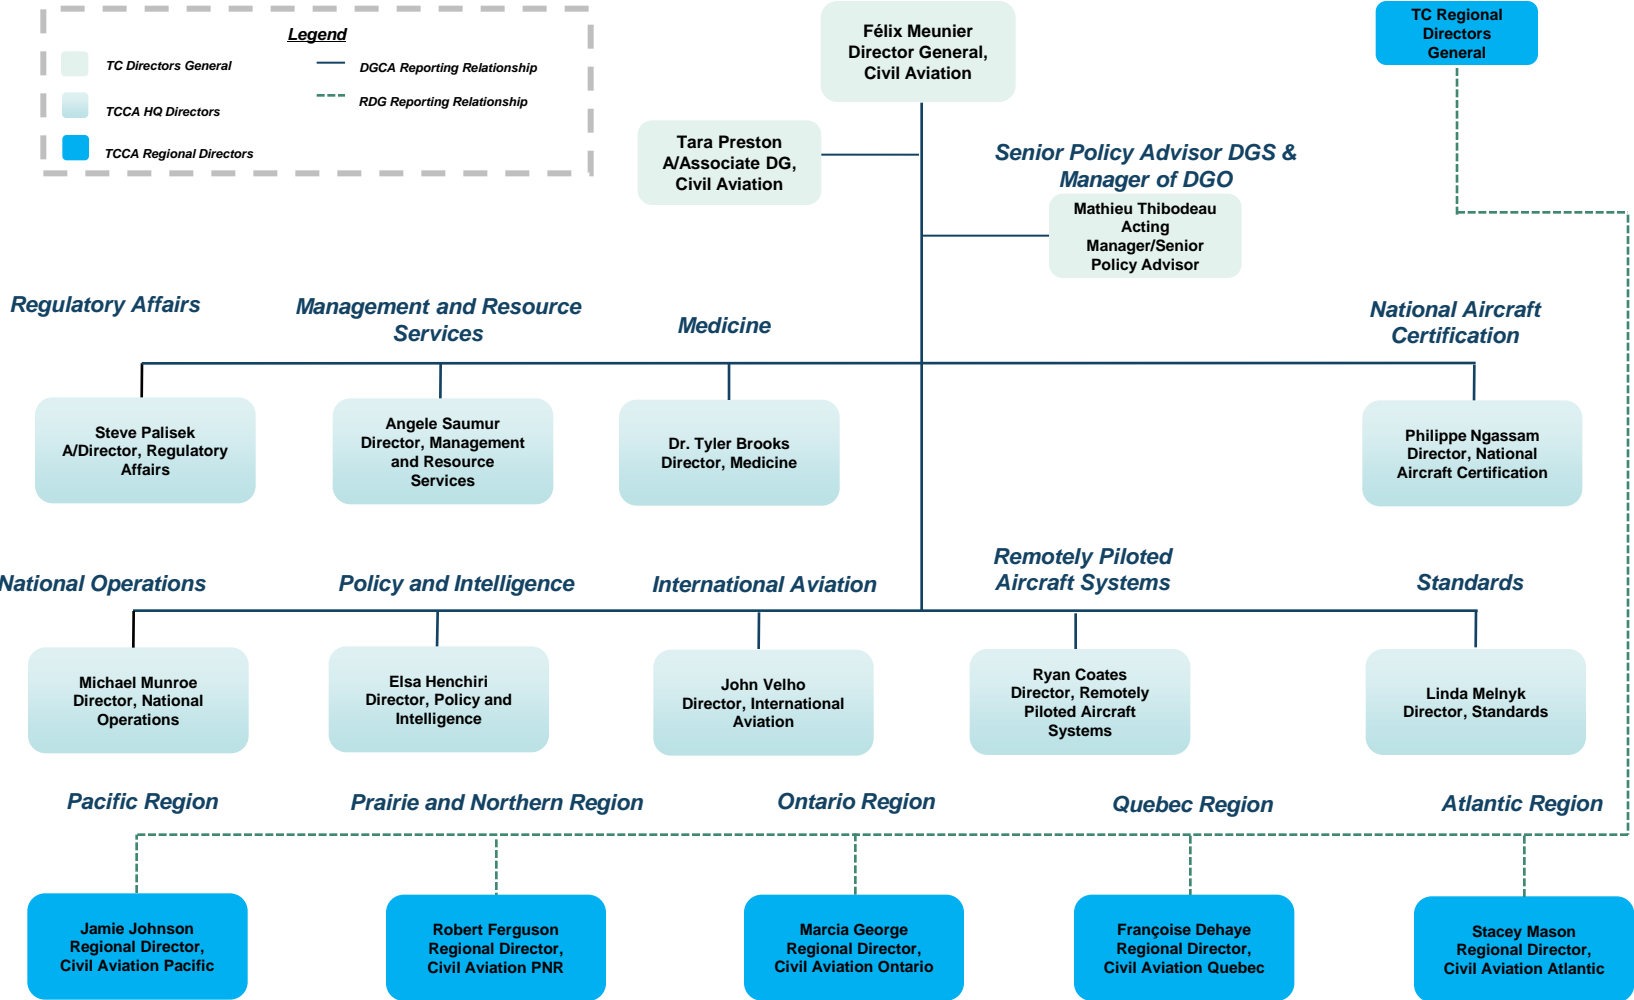 Legend
TC Directors General
TCCA HQ Directors
TCCA Regional Directors
DGCA Reporting Relationship
RDG Reporting Relationship
Félix Meunier
Director General,
Civil Aviation
TC Regional
Directors
General
Tara Preston
A/Associate DG,
Civil Aviation
Senior Policy Advisor DGS &
Manager of DGO
Mathieu Thibodeau
Acting
Manager/Senior
Policy Advisor
Regulatory Affairs
Management and Resource
Services
Medicine
National Aircraft
Certification
Steve Palisek
A/Director, Regulatory
Affairs
Angele Saumur
Director, Management
and Resource
Services
Dr. Tyler Brooks
Director, Medicine
Philippe Ngassam
Director, National
Aircraft Certification
National Operations
Policy and Intelligence
International Aviation
Remotely Piloted
Aircraft Systems
Standards
Michael Munroe
Director, National
Operations
Elsa Henchiri
Director, Policy and
Intelligence
John Velho
Director, International
Aviation
Ryan Coates
Director, Remotely
Piloted Aircraft
Systems
Linda Melnyk
Director, Standards
Pacific Region
Prairie and Northern Region
Ontario Region
Quebec Region
Atlantic Region
Jamie Johnson
Regional Director,
Civil Aviation Pacific
Robert Ferguson
Regional Director,
Civil Aviation PNR
Marcia George
Regional Director,
Civil Aviation Ontario
Françoise Dehaye
Regional Director,
Civil Aviation Quebec
Stacey Mason
Regional Director,
Civil Aviation Atlantic